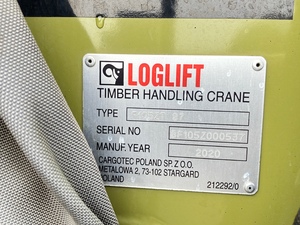 LOGLIFT
TIMBER HANDLING CRANE
TYPE
SERIAL NO
MANUF. YEAR 2020
CARGOTEC POLAND SP. Z O.O.
METALOWA 2, 73-102 STARGARD
POLAND
212292/0